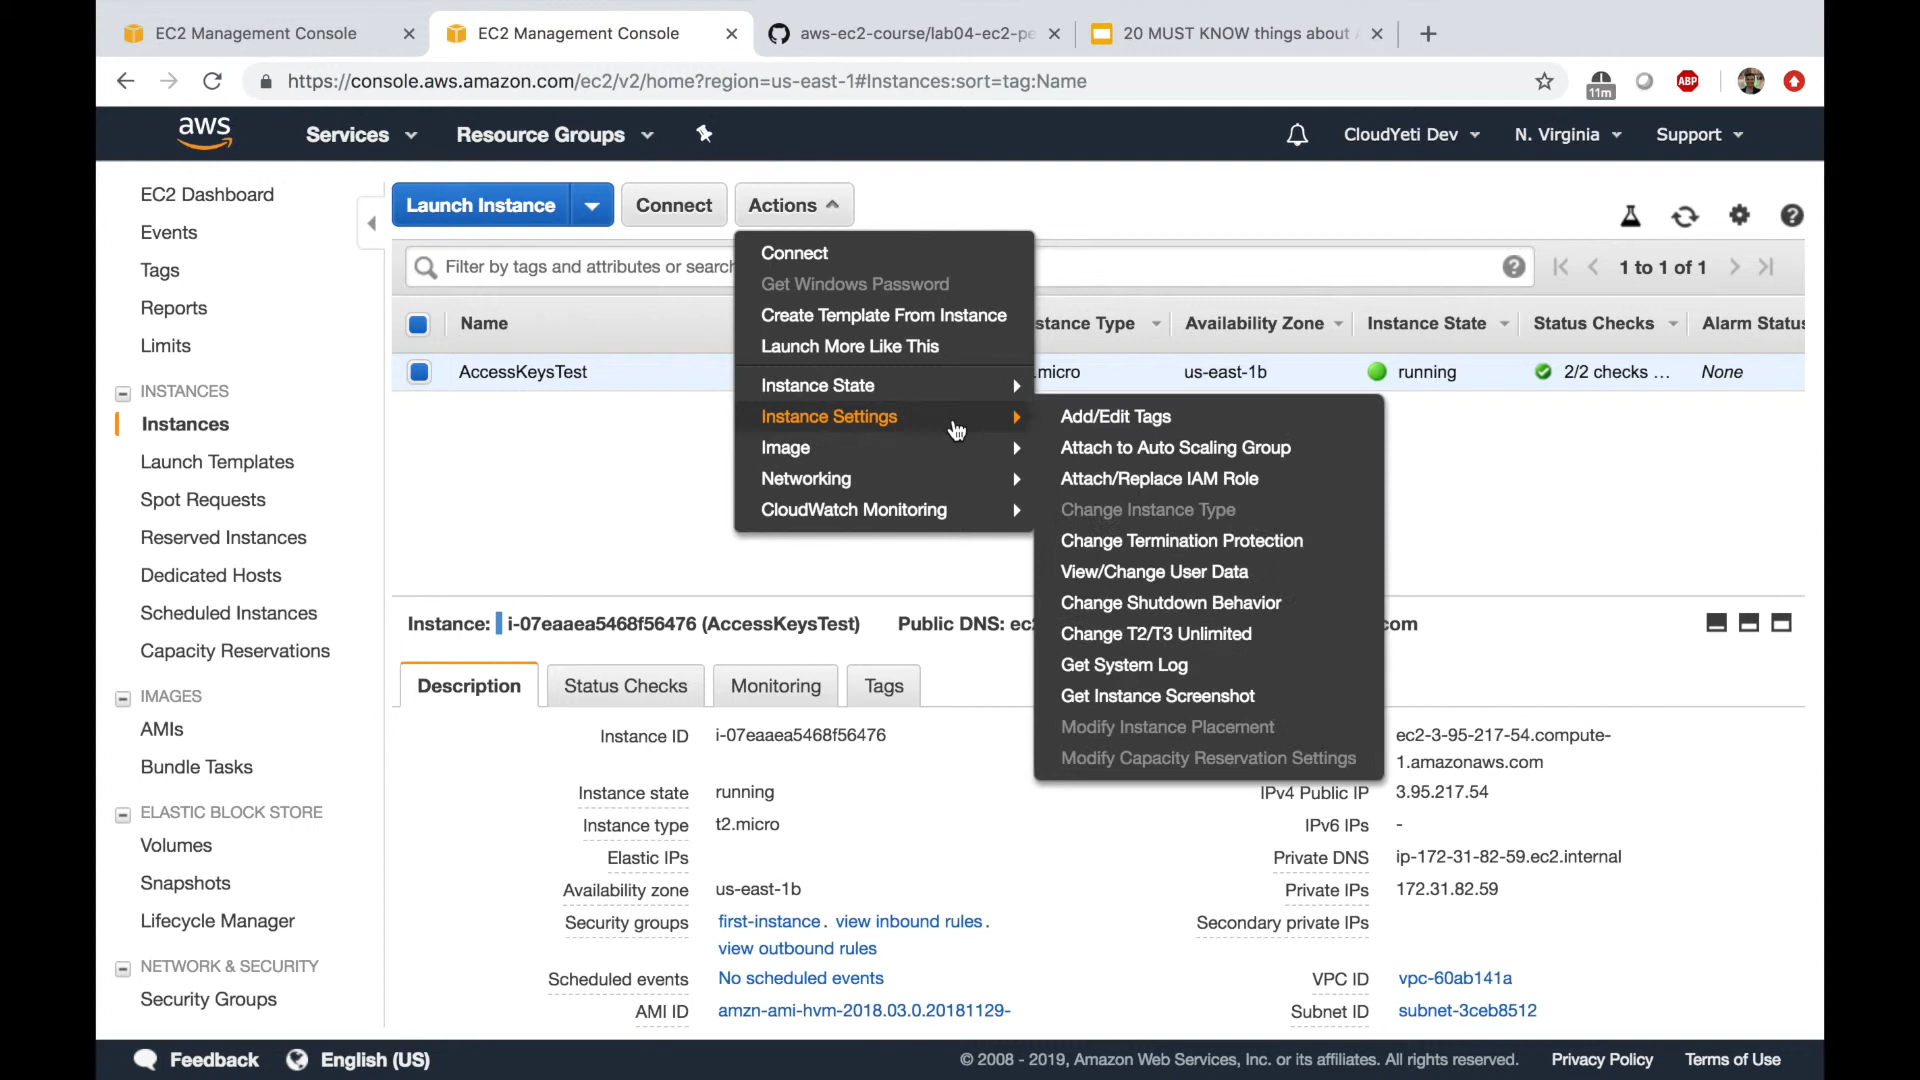 EC2 Management Console
EC2 Management Console
aws-ec2-course/lab04-ec2-pe
20 MUST KNOW things about
https://console.aws.amazon.com/ec2/v2/home?region=us-east-1#Instances:sort=tag:Name
11m
ABP
aws
Services
Resource Groups
CloudYeti Dev
N. Virginia
Support
EC2 Dashboard
Events
Tags
Reports
Limits
INSTANCES
Instances
Launch Templates
Spot Requests
Reserved Instances
Dedicated Hosts
Scheduled Instances
Capacity Reservations
IMAGES
AMIs
Bundle Tasks
ELASTIC BLOCK STORE
Volumes
Snapshots
Lifecycle Manager
NETWORK & SECURITY
Security Groups
Launch Instance
Connect
Actions
Filter by tags and attributes or search
1 to 1 of 1
Name
stance Type
Availability Zone
Instance State
Status Checks
Alarm Status
AccessKeysTest
.micro
us-east-1b
running
2/2 checks ...
None
Connect
Get Windows Password
Create Template From Instance
Launch More Like This
Instance State
Instance Settings
Image
Networking
CloudWatch Monitoring
Add/Edit Tags
Attach to Auto Scaling Group
Attach/Replace IAM Role
Change Instance Type
Change Termination Protection
View/Change User Data
Change Shutdown Behavior
Change T2/T3 Unlimited
Get System Log
Get Instance Screenshot
Modify Instance Placement
Modify Capacity Reservation Settings
Instance: i-07eaaea5468f56476 (AccessKeysTest) Public DNS: ec com
Description
Status Checks
Monitoring
Tags
Instance ID i-07eaaea5468f56476
Instance state running
Instance type t2.micro
Elastic IPs
Availability zone us-east-1b
Security groups first-instance. view inbound rules.
view outbound rules
Scheduled events No scheduled events
AMI ID amzn-ami-hvm-2018.03.0.20181129-
ec2-3-95-217-54.compute-
1.amazonaws.com
IPv4 Public IP 3.95.217.54
IPv6 IPs -
Private DNS ip-172-31-82-59.ec2.internal
Private IPs 172.31.82.59
Secondary private IPs
VPC ID vpc-60ab141a
Subnet ID subnet-3ceb8512
Feedback
English (US)
© 2008 - 2019, Amazon Web Services, Inc. or its affiliates. All rights reserved.
Privacy Policy
Terms of Use